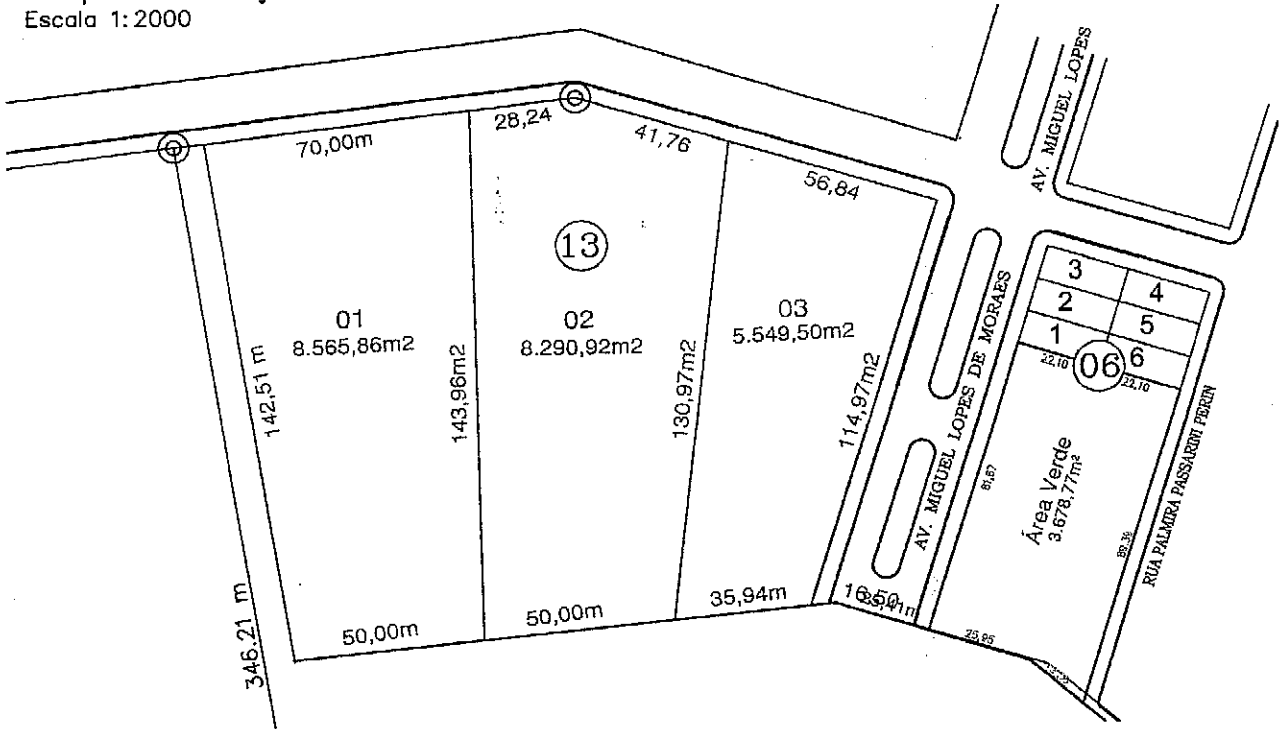 Escala 1:2000
28,24
41,76
70,00m
56,84
AV. MIGUEL LOPES
13
3
4
2
5
1
6
22,10
06
22,10
01
8.565,86m2
02
8.290,92m2
03
5.549,50m2
142,51 m
143,96m2
130,97m2
114,97m2
AV. MIGUEL LOPES DE MORAES
RUA PALMIRA PASSARINI PERIN
81,67
Área Verde
3.678,77m²
89,39
346.21 m
50,00m
50,00m
35,94m
16,50
25,95